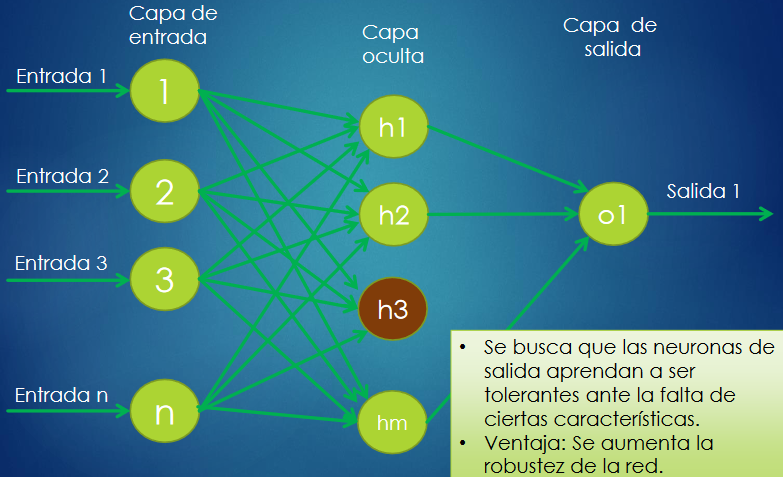 Capa de
entrada
Capa
oculta
Capa de
salida
Entrada 1
1
Entrada 2
2
Entrada 3
3
Entrada n
n
h1
h2
h3
hm
o1
Salida 1
• Se busca que las neuronas de
salida aprendan a ser
tolerantes ante la falta de
ciertas características.
• Ventaja: Se aumenta la
robustez de la red.